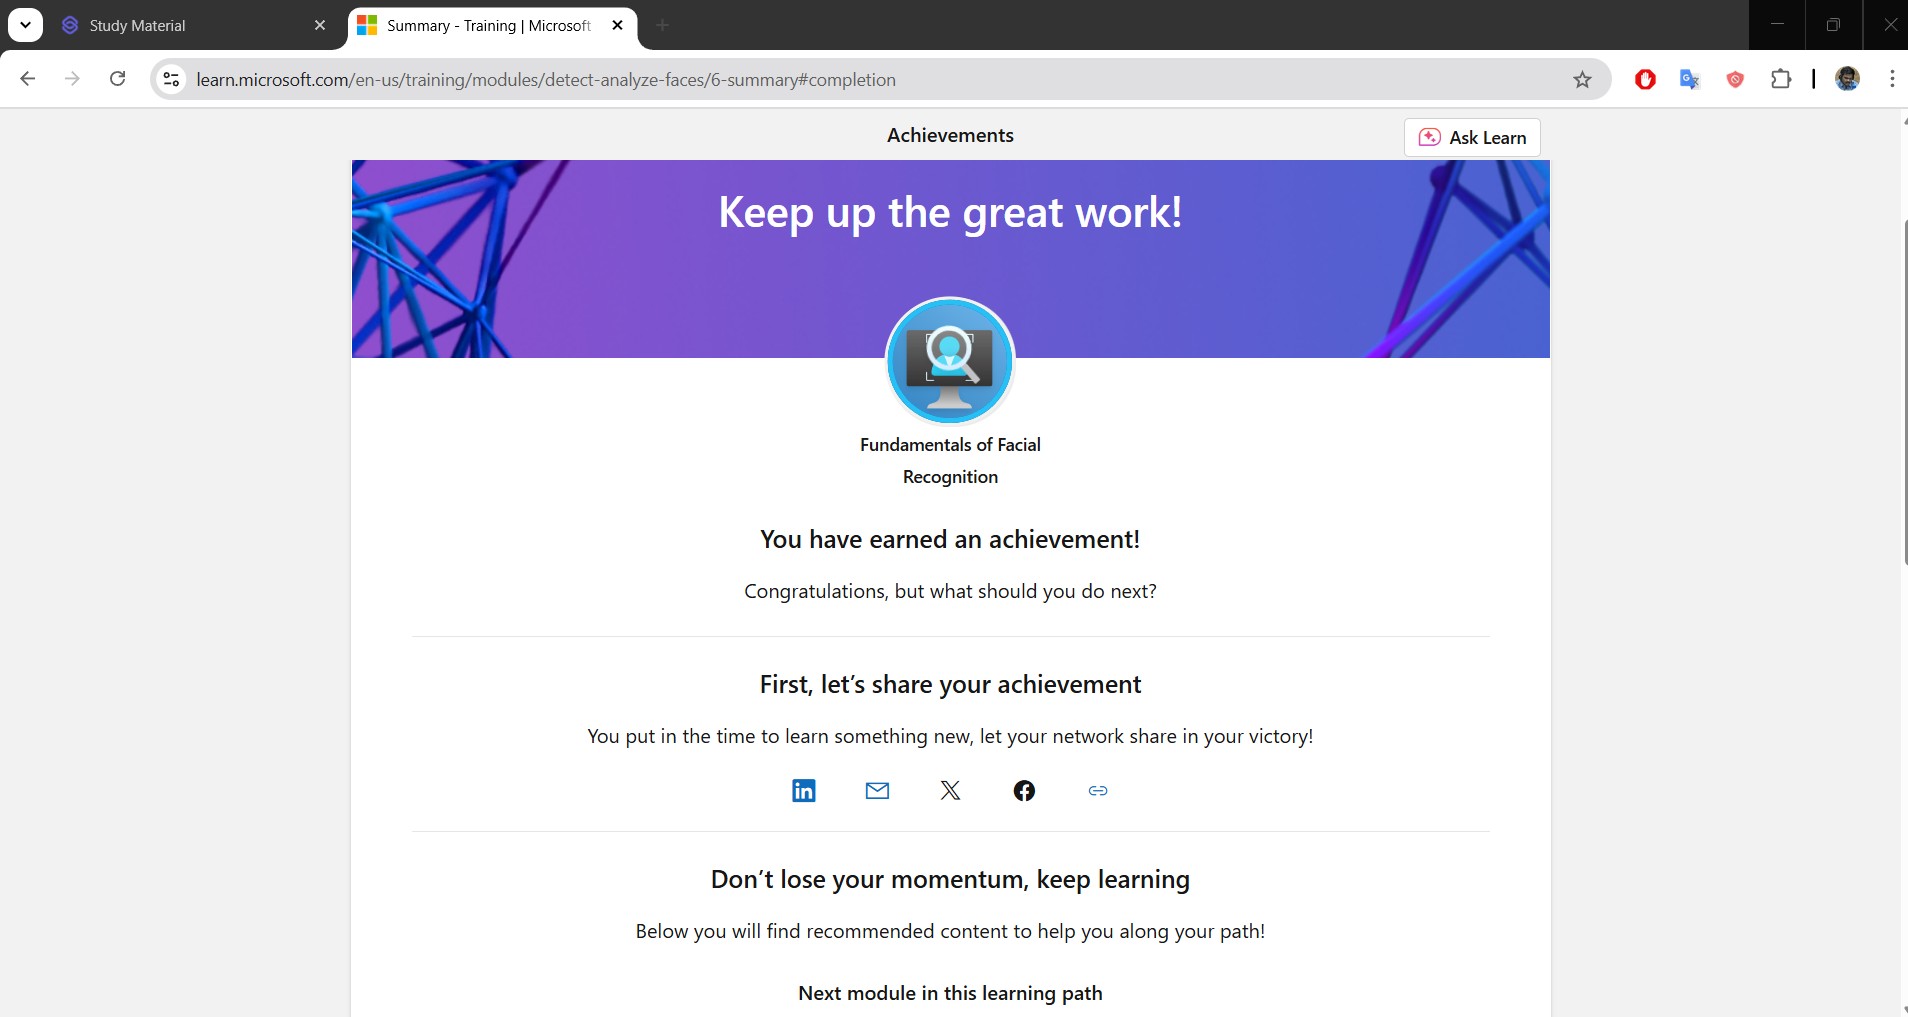 Study Material
Summary - Training | Microsoft
learn.microsoft.com/en-us/training/modules/detect-analyze-faces/6-summary#completion
Achievements
Ask Learn
Keep up the great work!
Fundamentals of Facial
Recognition
You have earned an achievement!
Congratulations, but what should you do next?
First, let’s share your achievement
You put in the time to learn something new, let your network share in your victory!
Don’t lose your momentum, keep learning
Below you will find recommended content to help you along your path!
Next module in this learning path